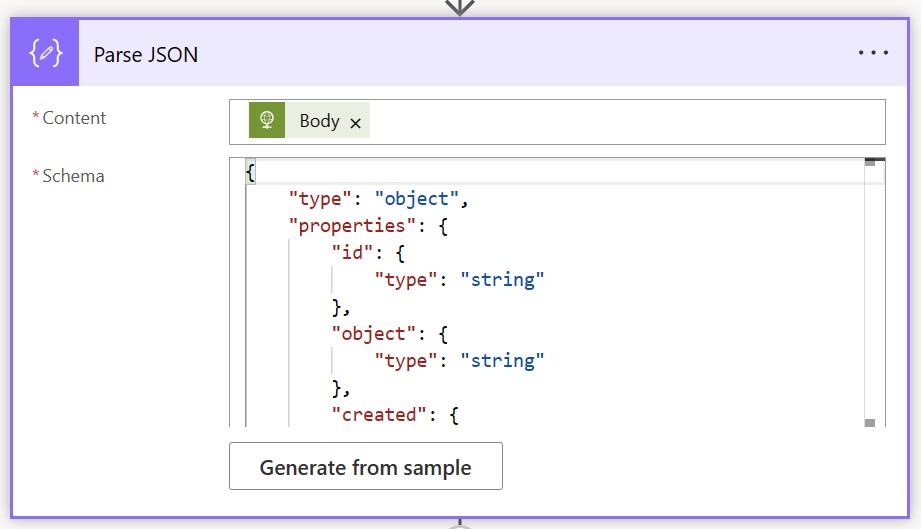 Parse JSON
* Content
Body
* Schema
{
"type": "object",
"properties": {
"id": {
"type": "string"
},
"object": {
"type": "string"
},
"created": {
Generate from sample